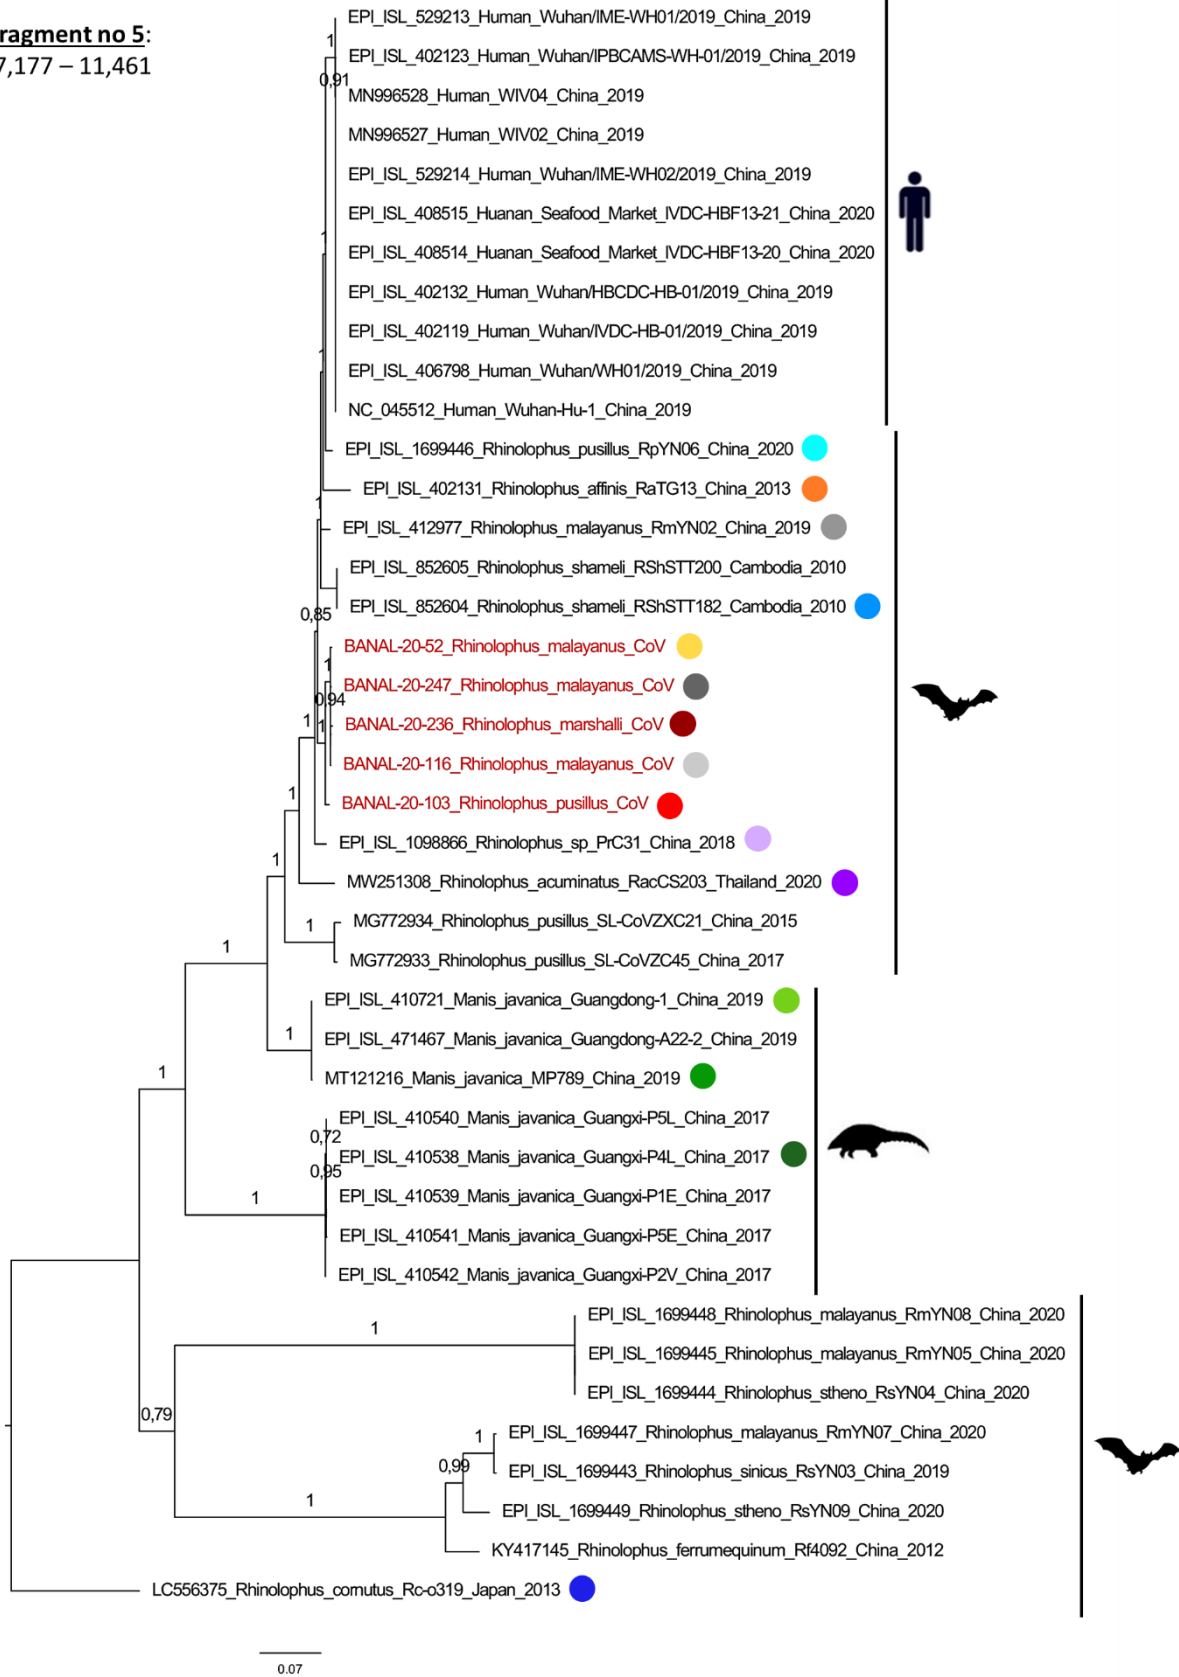 ragment no 5:
7,177 – 11,461
EPI_ISL_529213_Human_Wuhan/IME-WH01/2019_China_2019
1
EPI_ISL_402123_Human_Wuhan/IPBCAMS-WH-01/2019_China_2019
0,91
MN996528_Human_WIV04_China_2019
MN996527_Human_WIV02_China_2019
EPI_ISL_529214_Human_Wuhan/IME-WH02/2019_China_2019
EPI_ISL_408515_Huanan_Seafood_Market_IVDC-HBF13-21_China_2020
1
EPI_ISL_408514_Huanan_Seafood_Market_IVDC-HBF13-20_China_2020
EPI_ISL_402132_Human_Wuhan/HBCDC-HB-01/2019_China_2019
EPI_ISL_402119_Human_Wuhan/IVDC-HB-01/2019_China_2019
1
EPI_ISL_406798_Human_Wuhan/WH01/2019_China_2019
NC_045512_Human_Wuhan-Hu-1_China_2019
EPI_ISL_1699446_Rhinolophus_pusillus_RpYN06_China_2020
EPI_ISL_402131_Rhinolophus_affinis_RaTG13_China_2013
1
EPI_ISL_412977_Rhinolophus_malayanus_RmYN02_China_2019
EPI_ISL_852605_Rhinolophus_shameli_RShSTT200_Cambodia_2010
EPI_ISL_852604_Rhinolophus_shameli_RShSTT182_Cambodia_2010
0,85
BANAL-20-52_Rhinolophus_malayanus_CoV
1
BANAL-20-247_Rhinolophus_malayanus_CoV
0,94
BANAL-20-236_Rhinolophus_marshalli_CoV
1
1
BANAL-20-116_Rhinolophus_malayanus_CoV
1
BANAL-20-103_Rhinolophus_pusillus_CoV
EPI_ISL_1098866_Rhinolophus_sp_PrC31_China_2018
1
MW251308_Rhinolophus_acuminatus_RacCS203_Thailand_2020
MG772934_Rhinolophus_pusillus_SL-CoVZXC21_China_2015
1
1
MG772933_Rhinolophus_pusillus_SL-CoVZC45_China_2017
EPI_ISL_410721_Manis_javanica_Guangdong-1_China_2019
1
EPI_ISL_471467_Manis_javanica_Guangdong-A22-2_China_2019
1
MT121216_Manis_javanica_MP789_China_2019
EPI_ISL_410540_Manis_javanica_Guangxi-P5L_China_2017
0,72
EPI_ISL_410538_Manis_javanica_Guangxi-P4L_China_2017
0,95
1
EPI_ISL_410539_Manis_javanica_Guangxi-P1E_China_2017
EPI_ISL_410541_Manis_javanica_Guangxi-P5E_China_2017
EPI_ISL_410542_Manis_javanica_Guangxi-P2V_China_2017
EPI_ISL_1699448_Rhinolophus_malayanus_RmYN08_China_2020
1
EPI_ISL_1699445_Rhinolophus_malayanus_RmYN05_China_2020
EPI_ISL_1699444_Rhinolophus_stheno_RsYN04_China_2020
0,79
EPI_ISL_1699447_Rhinolophus_malayanus_RmYN07_China_2020
1
0,99
EPI_ISL_1699443_Rhinolophus_sinicus_RsYN03_China_2019
1
EPI_ISL_1699449_Rhinolophus_stheno_RsYN09_China_2020
KY417145_Rhinolophus_ferrumequinum_Rf4092_China_2012
LC556375_Rhinolophus_cornutus_Rc-o319_Japan_2013
0.07